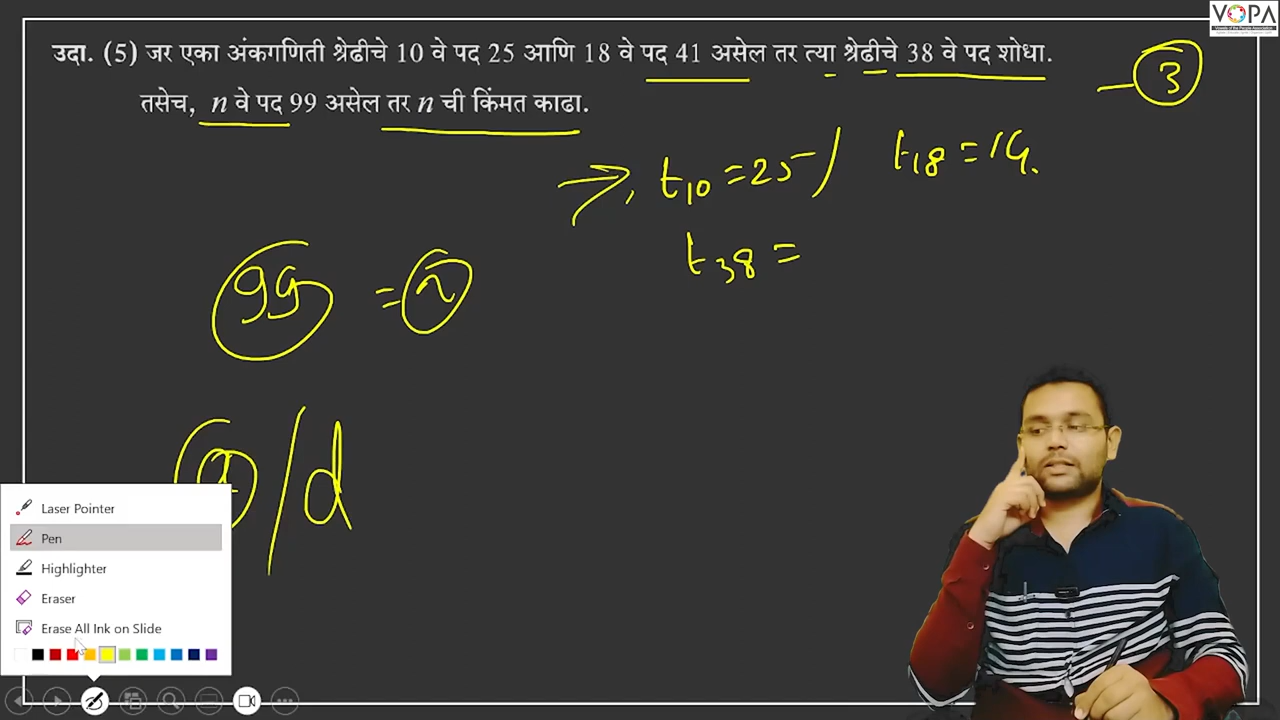 VOPA
उदा. (5) जर एका अंकगणिती श्रेढीचे 10 वे पद 25 आणि 18 वे पद 41 असेल तर त्या श्रेढीचे 38 वे पद शोधा.
तसेच, n वे पद 99 असेल तर n ची किंमत काढा.
3
t10 = 25 / t18 = 14.
t38 =
99 = n
a / d
Laser Pointer
Pen
Highlighter
Eraser
Erase All Ink on Slide